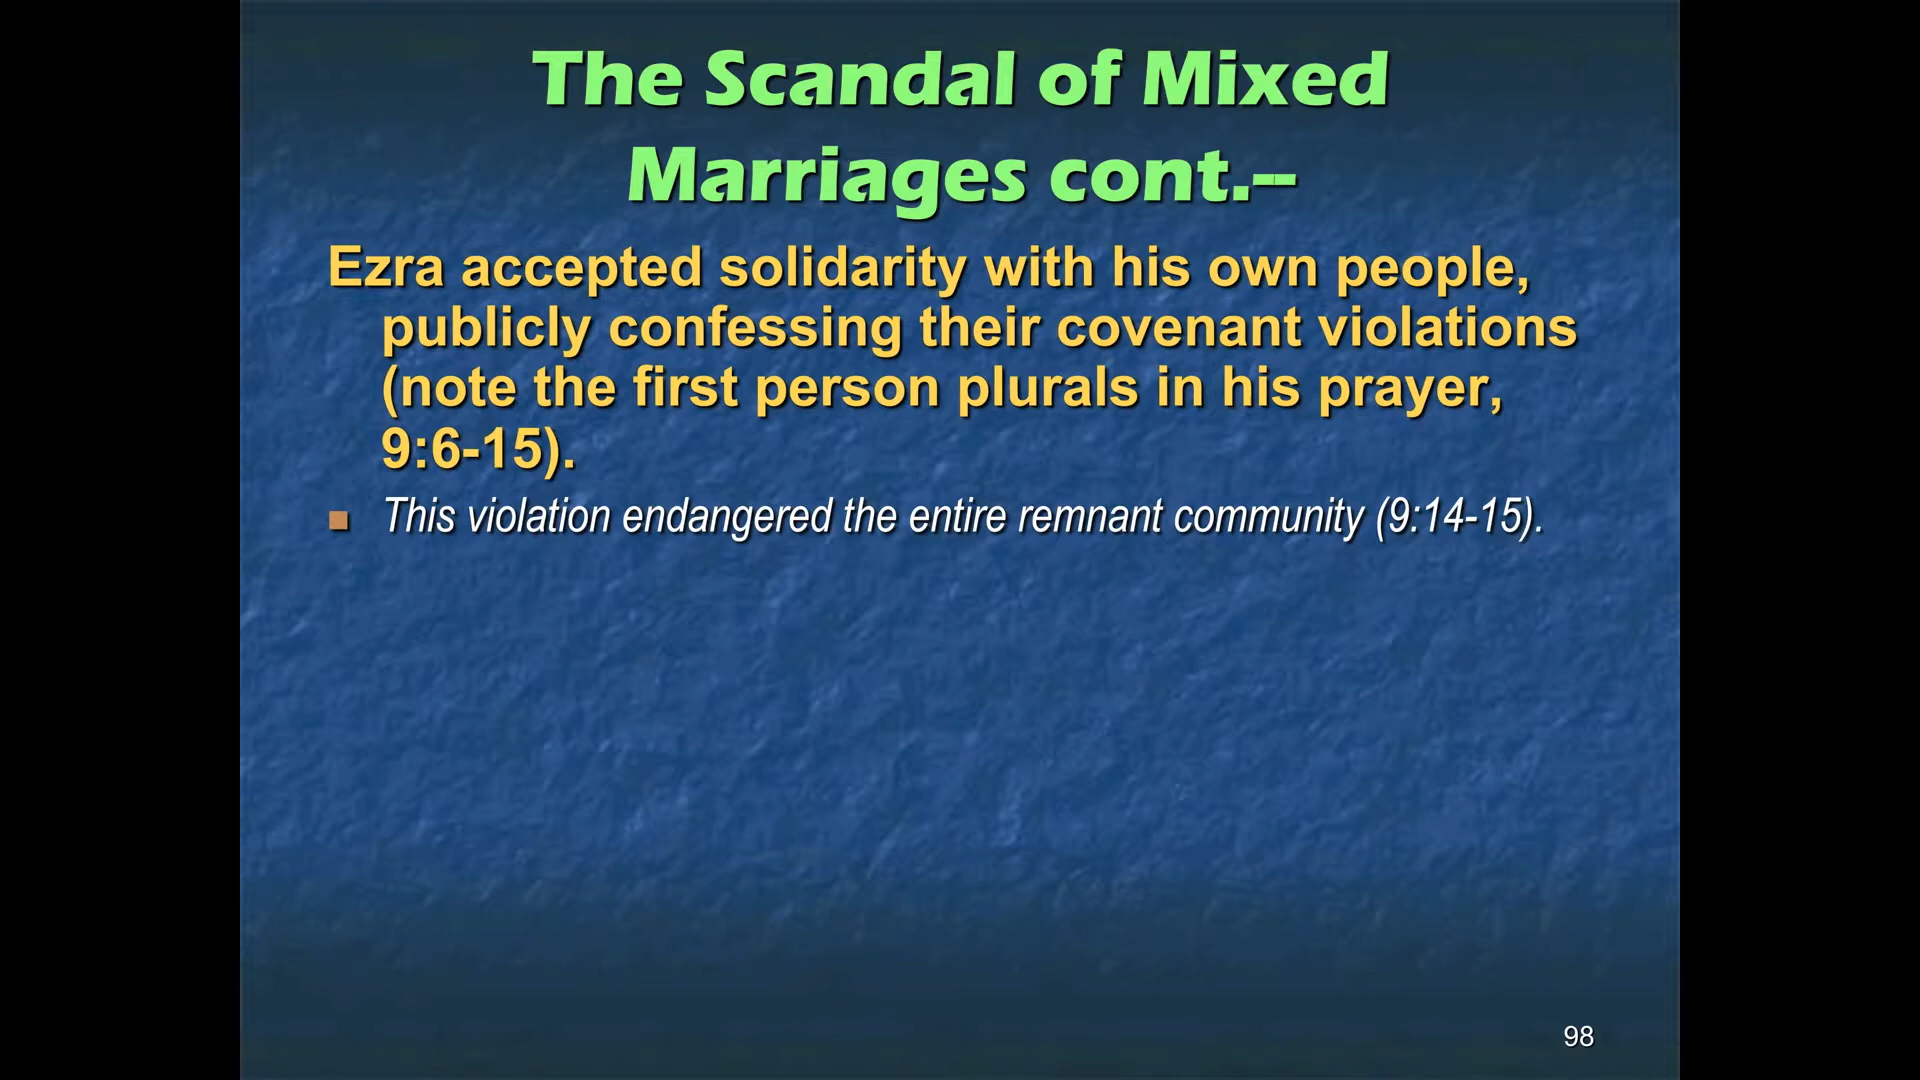 The Scandal of Mixed
Marriages cont.--
Ezra accepted solidarity with his own people,
publicly confessing their covenant violations
(note the first person plurals in his prayer,
9:6-15).
This violation endangered the entire remnant community (9:14-15).
98